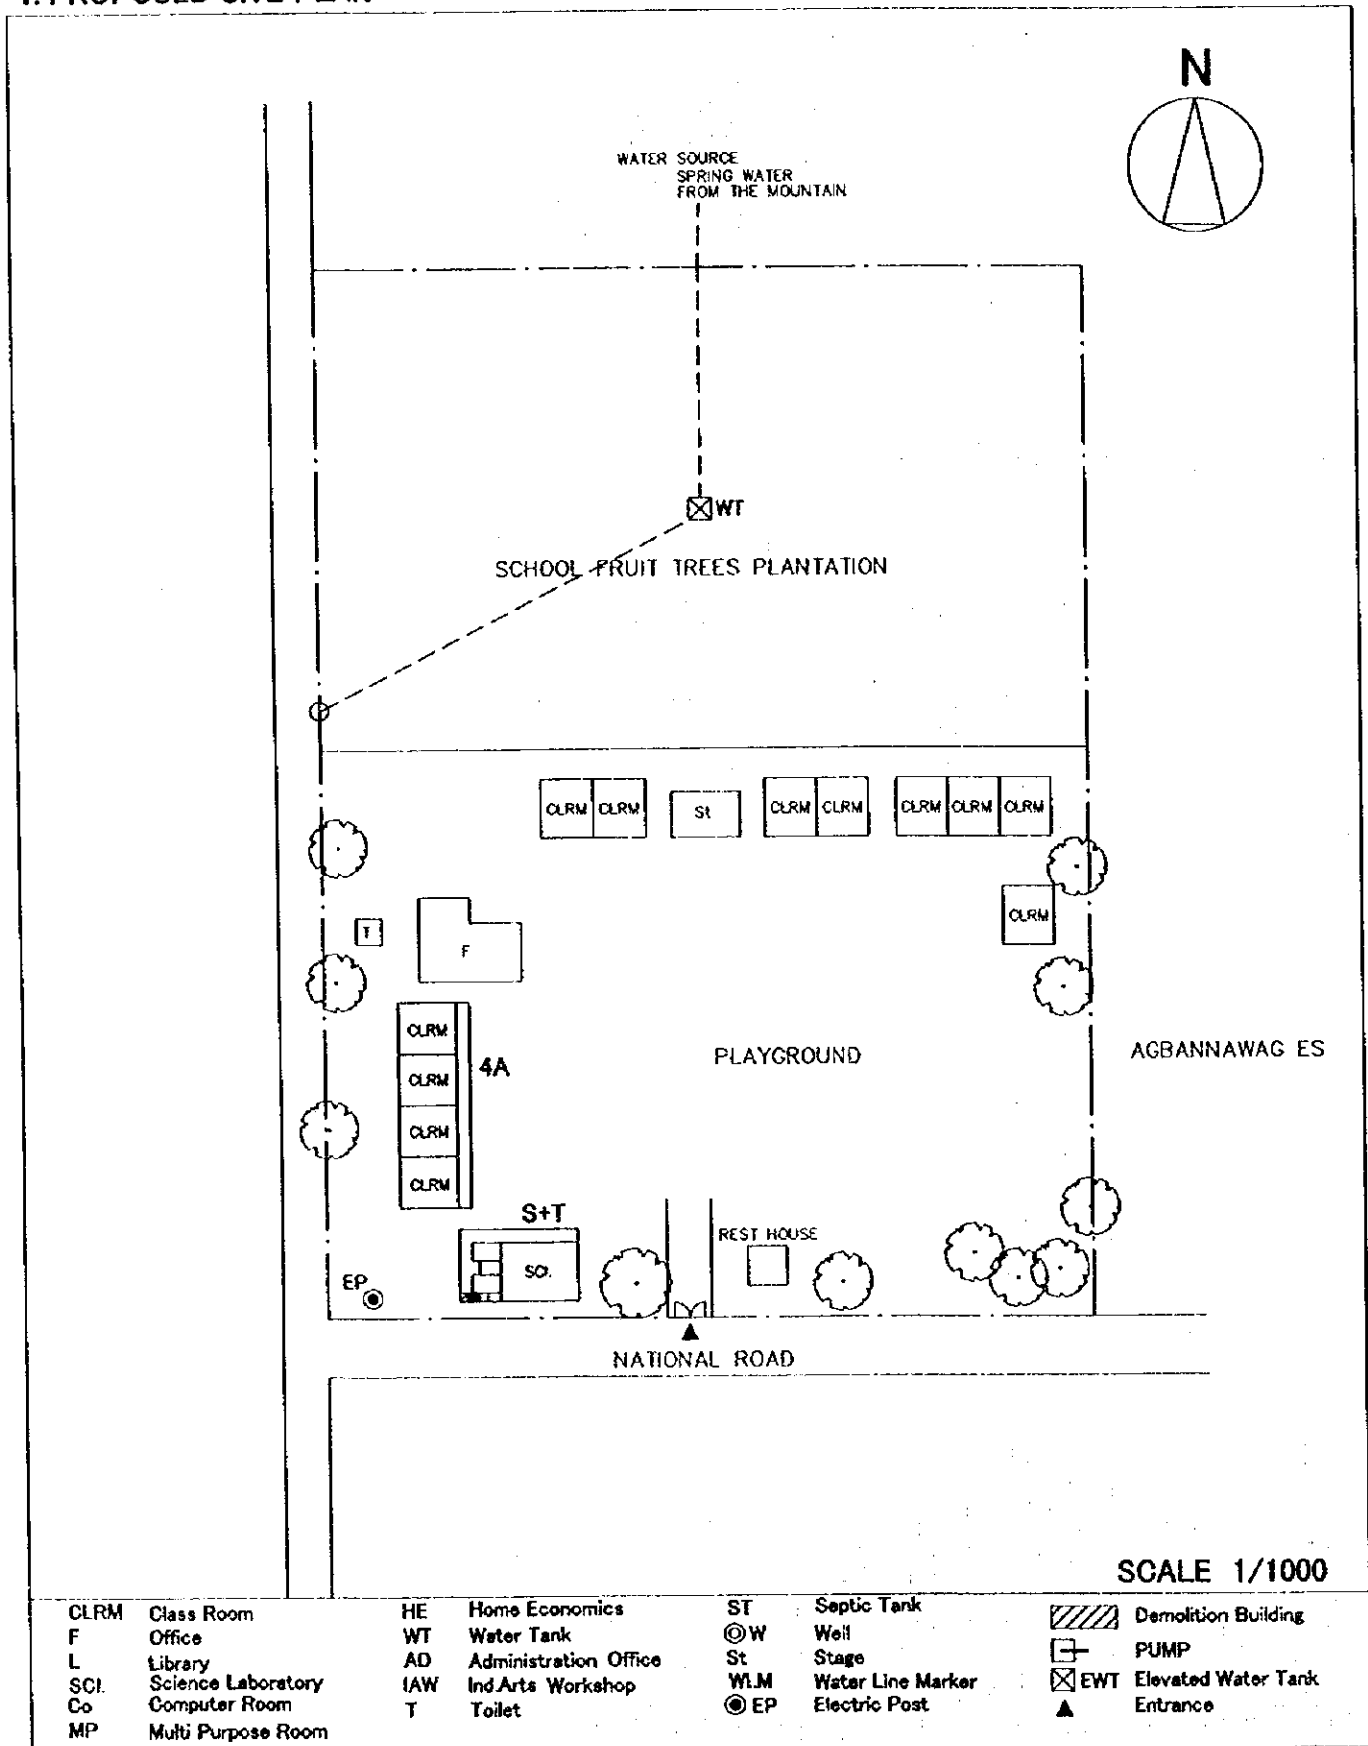 N
WATER SOURCE
SPRING WATER
FROM THE MOUNTAIN
WT
SCHOOL FRUIT TREES PLANTATION
CLRM CLRM St CLRM CLRM CLRM CLRM CLRM
CLRM
T
F
CLRM
4A
PLAYGROUND
AGBANNAWAG ES
CLRM
CLRM
CLRM
S+T
REST HOUSE
SCI.
EP
NATIONAL ROAD
SCALE 1/1000
CLRM Class Room
F Office
L Library
SCI. Science Laboratory
Co Computer Room
MP Multi Purpose Room
HE Home Economics
WT Water Tank
AD Administration Office
IAW Ind.Arts Workshop
T Toilet
ST Septic Tank
W Well
St Stage
WLM Water Line Marker
EP Electric Post
Demolition Building
PUMP
EWT Elevated Water Tank
Entrance